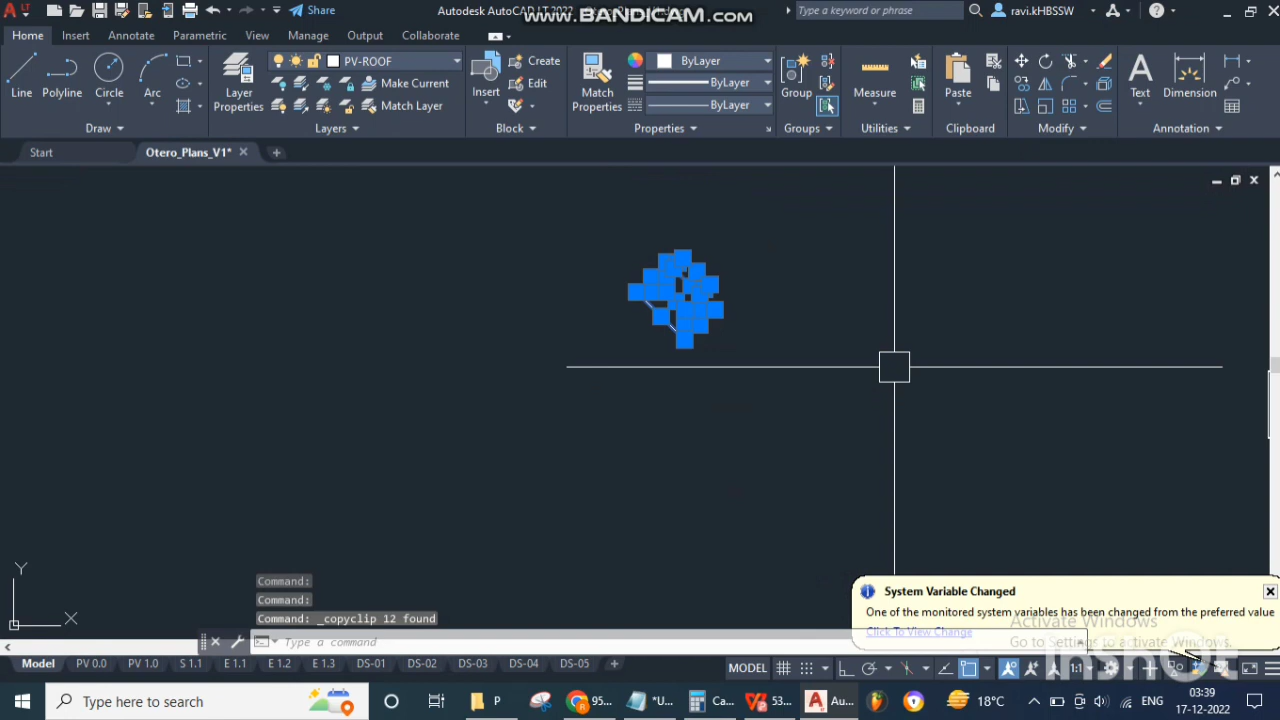 Share
Autodesk AutoCAD LT 2022
www.BANDICAM.com
Type a keyword or phrase
ravi.kHBSSW
Home
Insert
Annotate
Parametric
View
Manage
Output
Collaborate
Line
Polyline
Circle
Arc
Draw
Layer
Properties
PV-ROOF
Make Current
Match Layer
Layers
Insert
Create
Edit
Block
Match
Properties
ByLayer
ByLayer
ByLayer
Properties
Group
Groups
Measure
Utilities
Paste
Clipboard
Modify
Text
Dimension
Annotation
Start
Otero_Plans_V1*
Y
X
Command:
Command:
Command: _copyclip 12 found
Type a command
System Variable Changed
One of the monitored system variables has been changed from the preferred value
Click To View Change
Activate Windows
Go to Settings to activate Windows.
Model
PV 0.0
PV 1.0
S 1.1
E 1.1
E 1.2
E 1.3
DS-01
DS-02
DS-03
DS-04
DS-05
MODEL
1:1
Type here to search
P
95...
*U...
Ca...
53...
Au...
18°C
ENG
03:39
17-12-2022